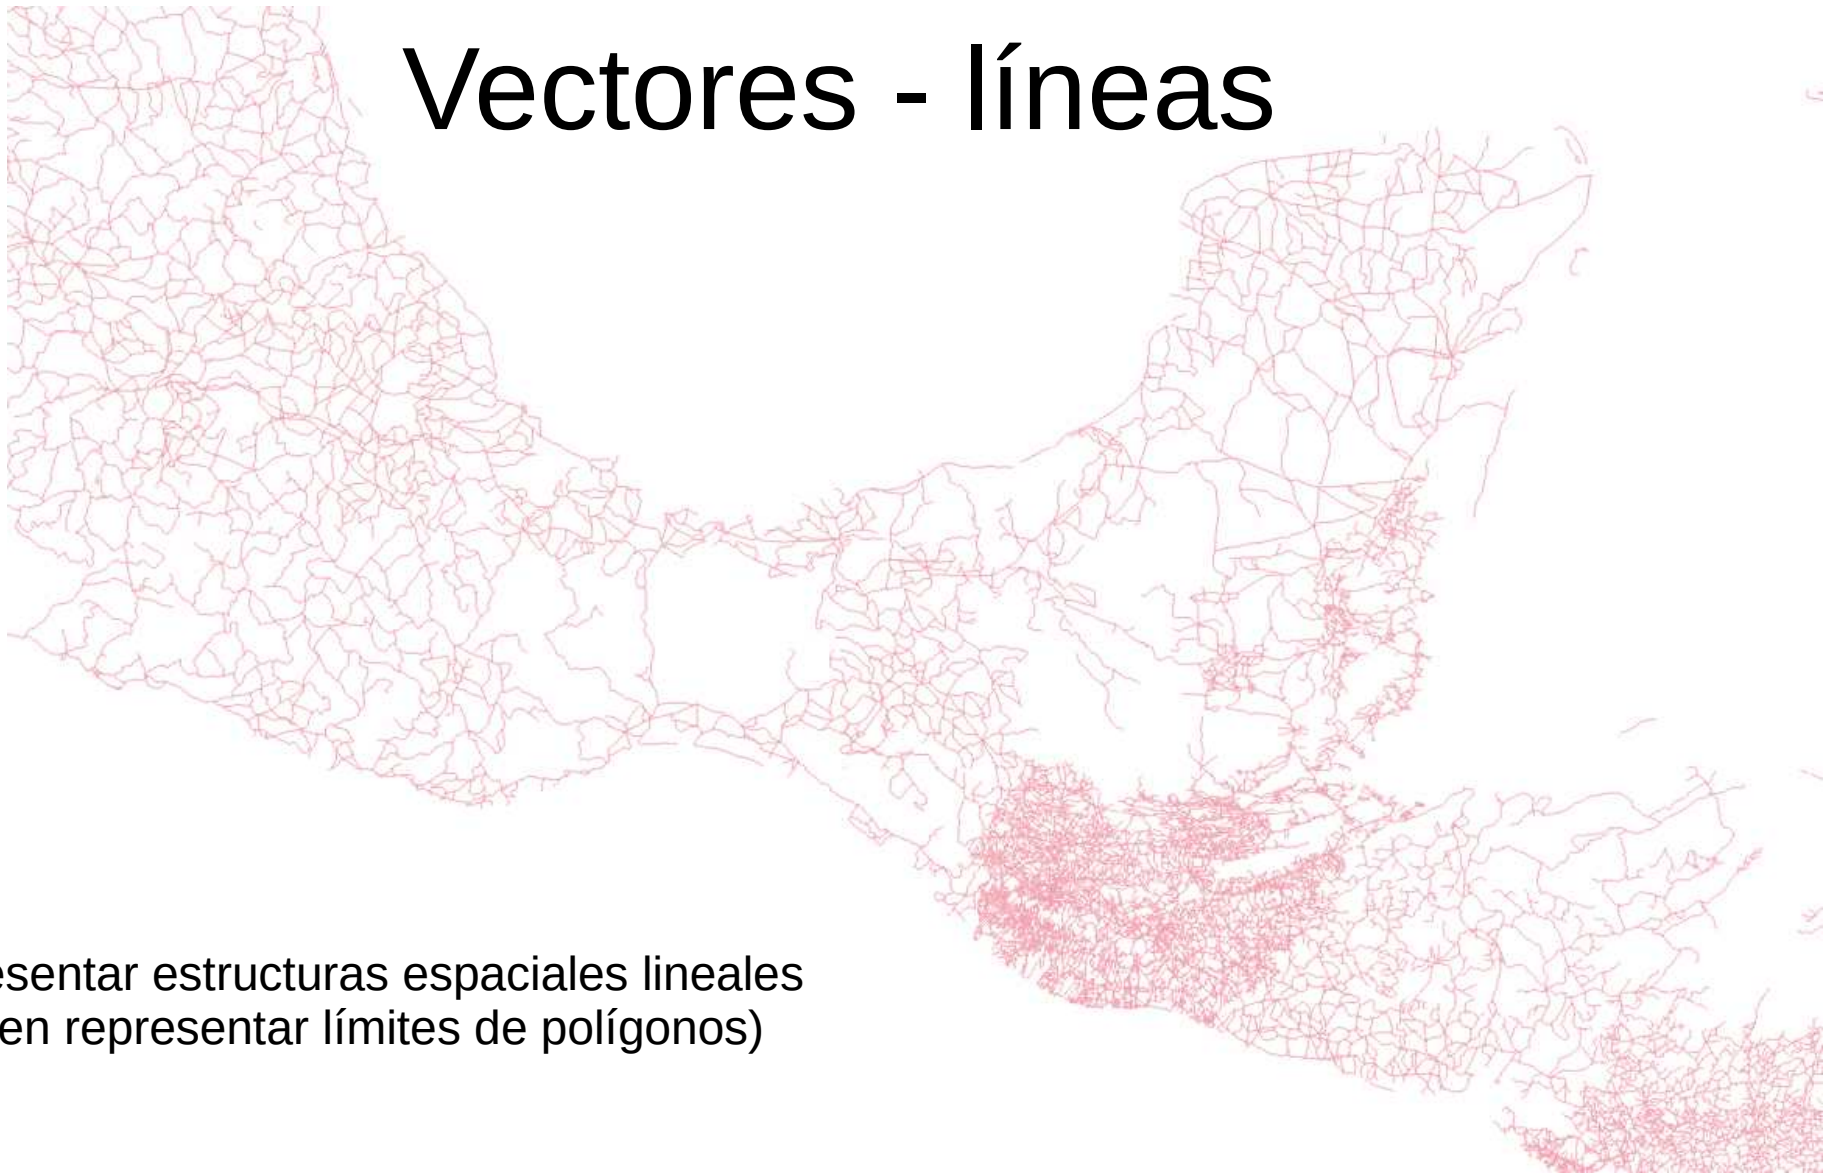 Vectores - líneas
esentar estructuras espaciales lineales
en representar límites de polígonos)